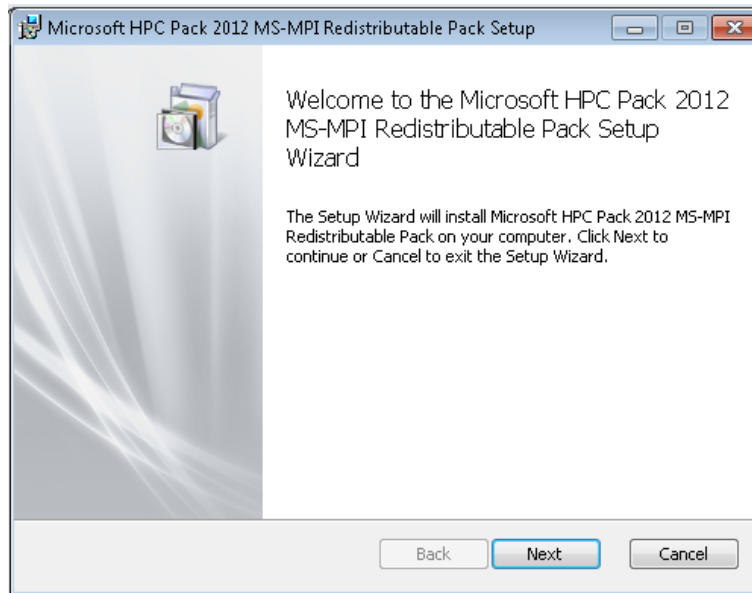 Microsoft HPC Pack 2012 MS-MPI Redistributable Pack Setup
Welcome to the Microsoft HPC Pack 2012
MS-MPI Redistributable Pack Setup
Wizard
The Setup Wizard will install Microsoft HPC Pack 2012 MS-MPI
Redistributable Pack on your computer. Click Next to
continue or Cancel to exit the Setup Wizard.
Back Next Cancel